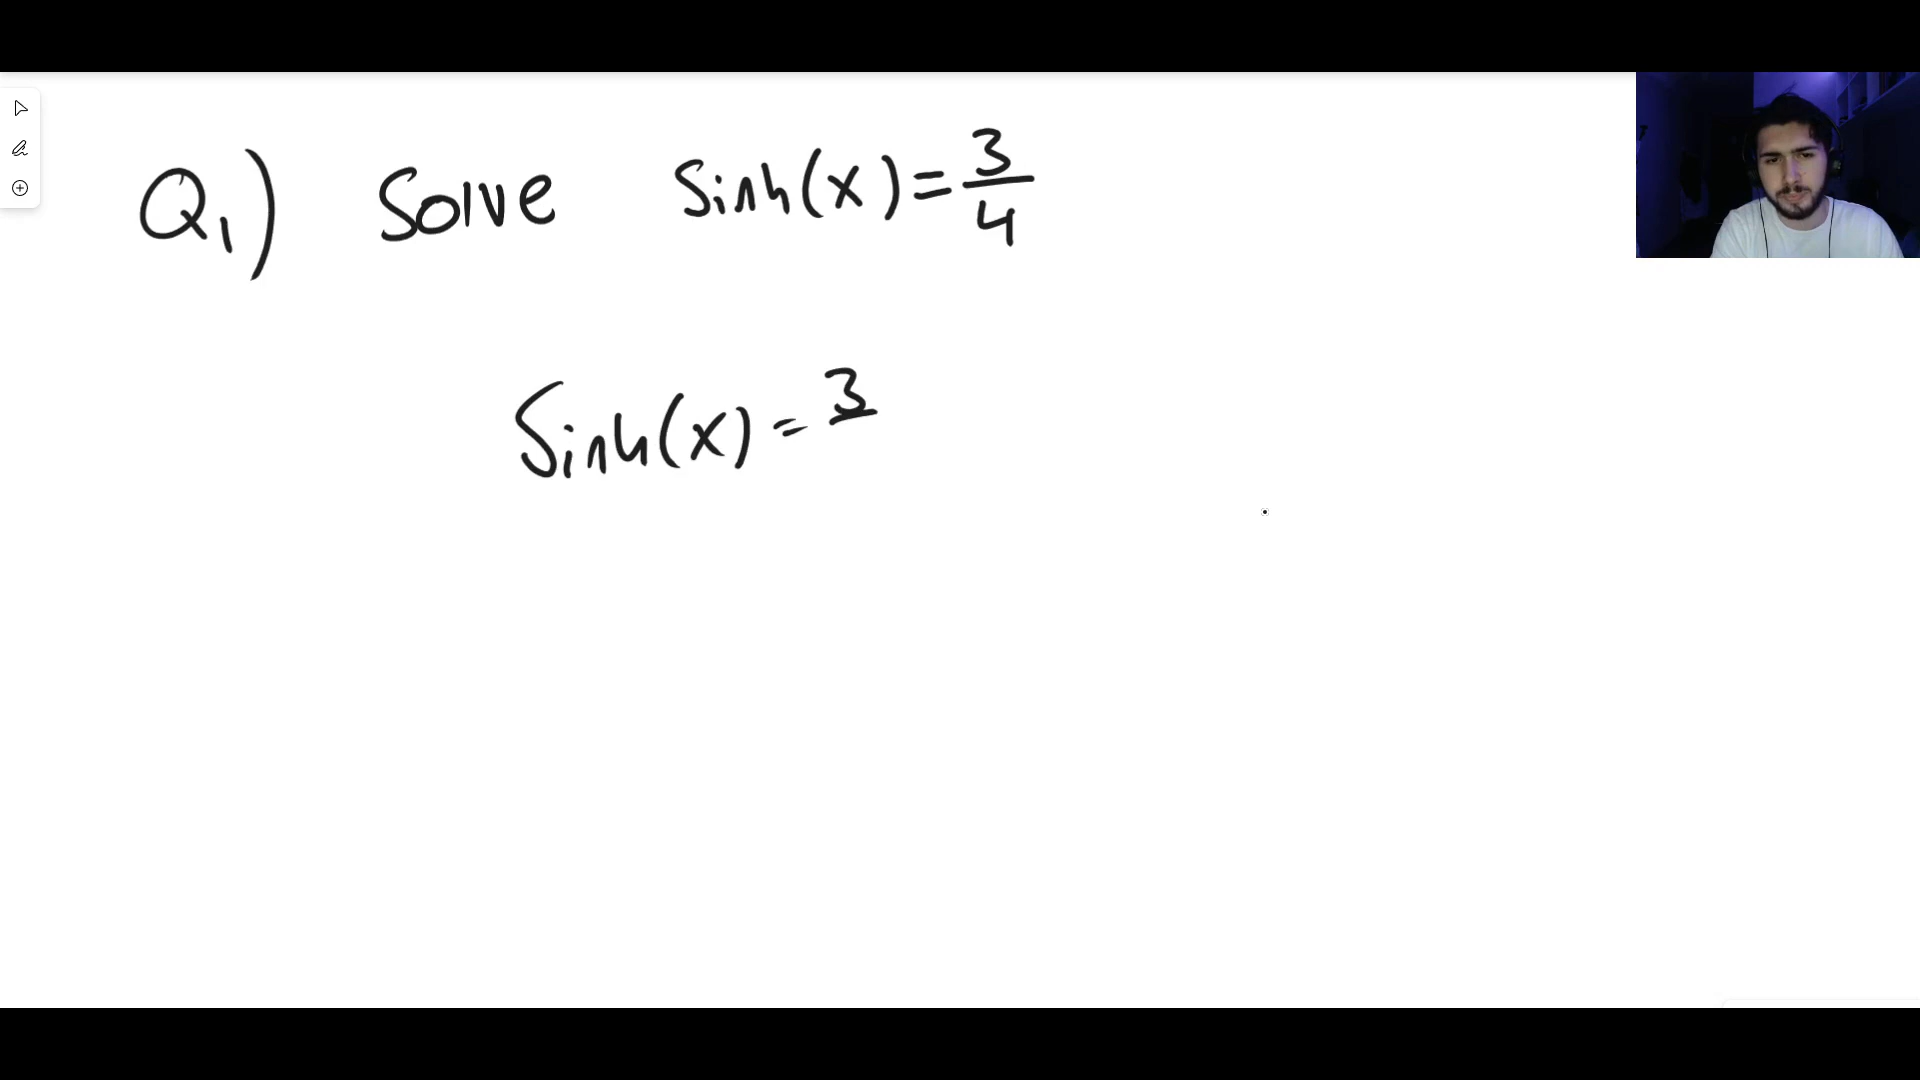 Q1) Solve Sinh(x) = 3/4
Sinh(x) = 3/